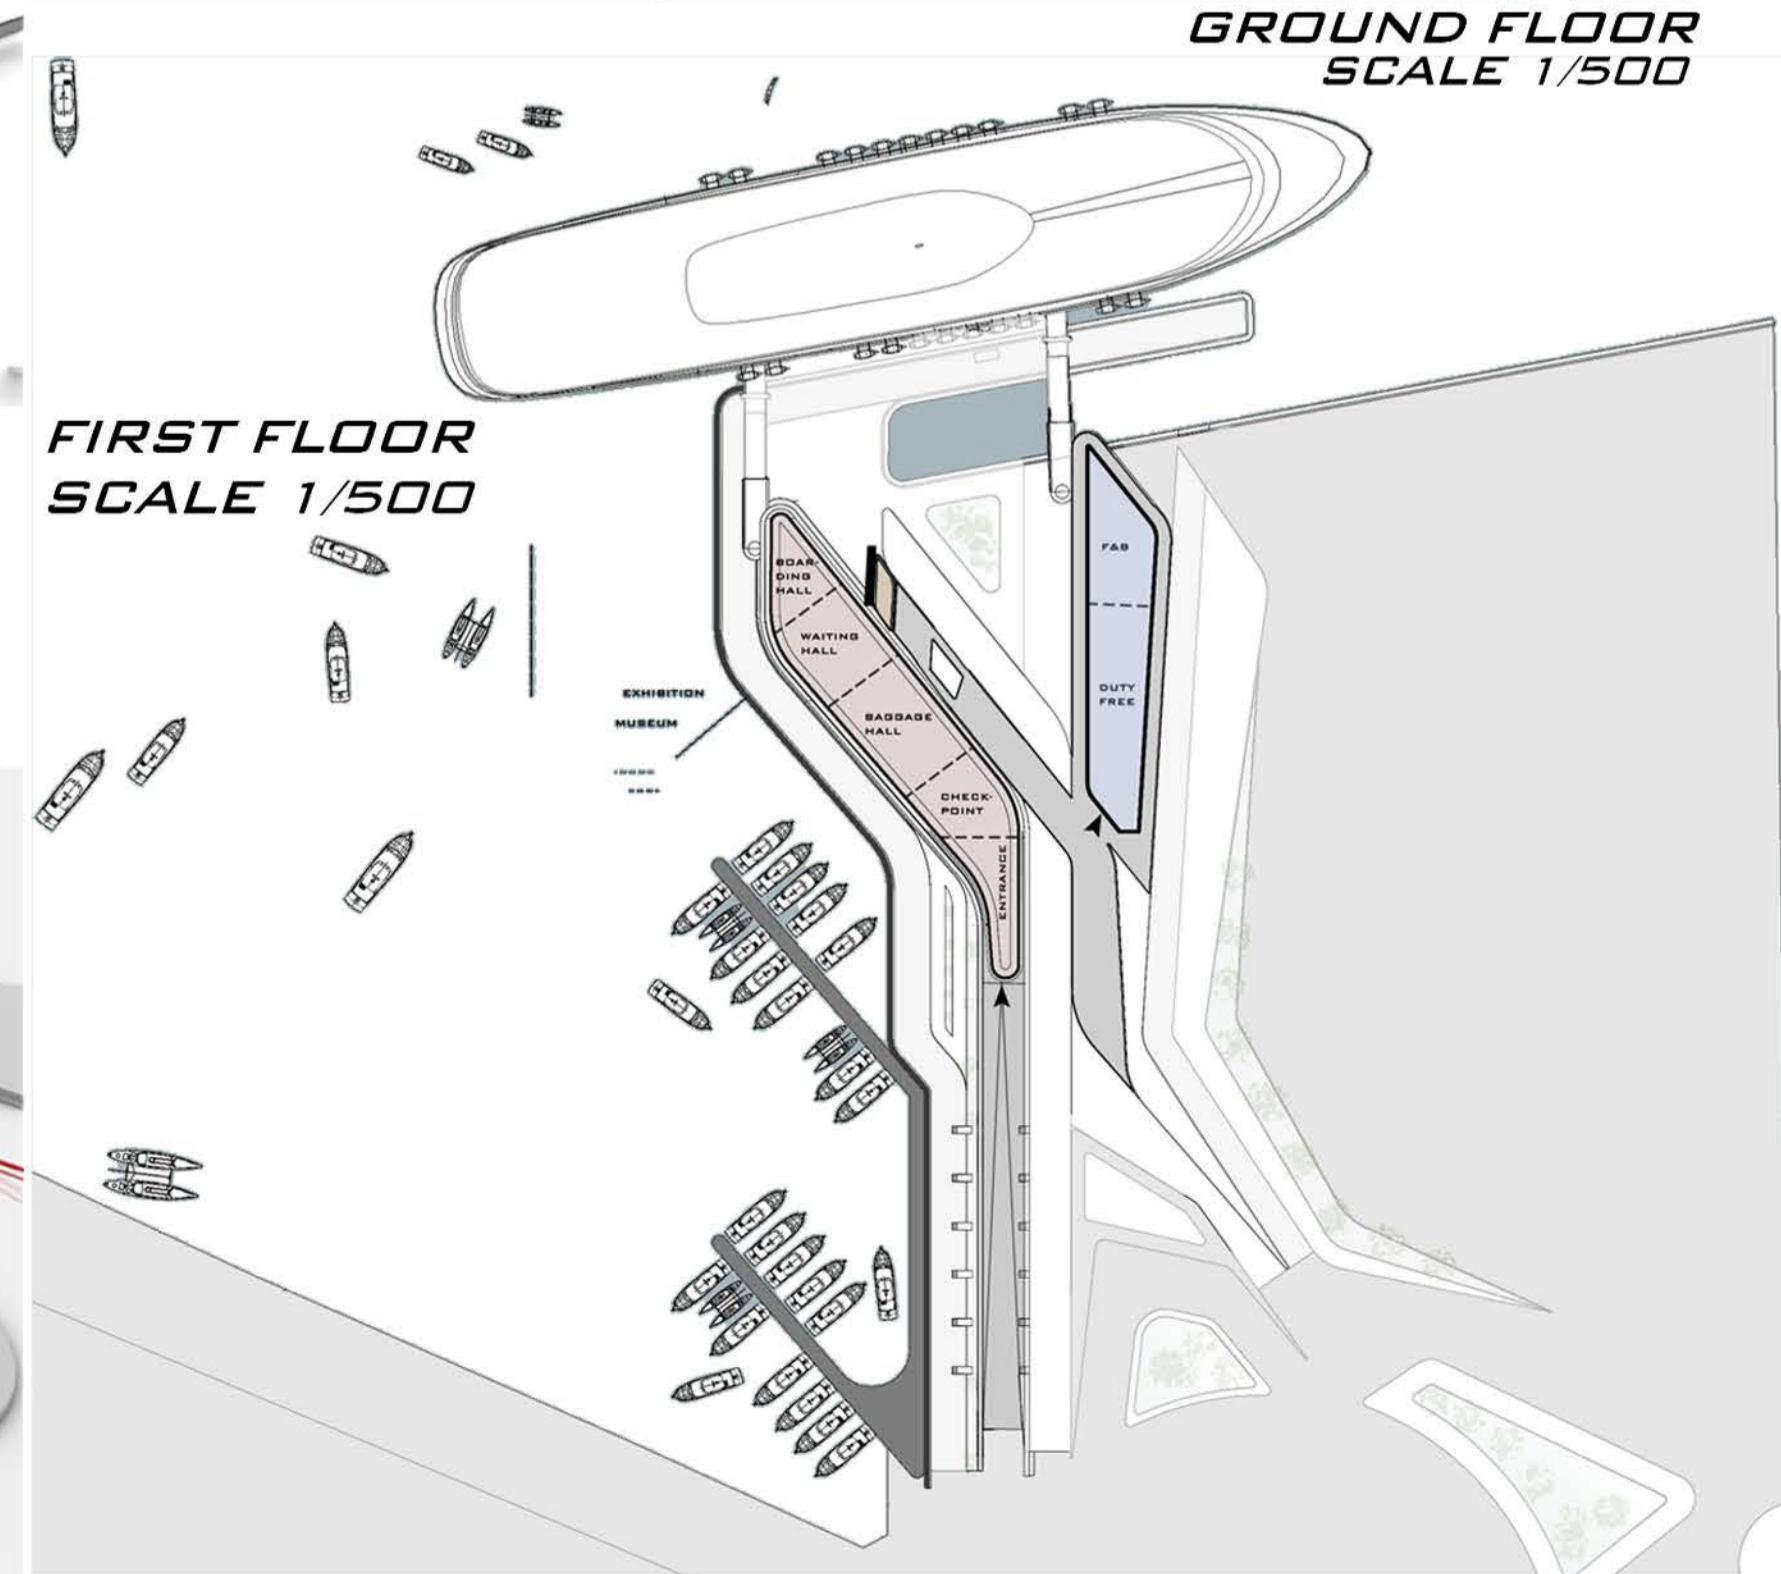 GROUND FLOOR
SCALE 1/500
FIRST FLOOR
SCALE 1/500
BOAR-
DING
HALL
WAITING
HALL
BAGGAGE
HALL
CHECK-
POINT
ENTRANCE
F&B
DUTY
FREE
EXHIBITION
MUSEUM